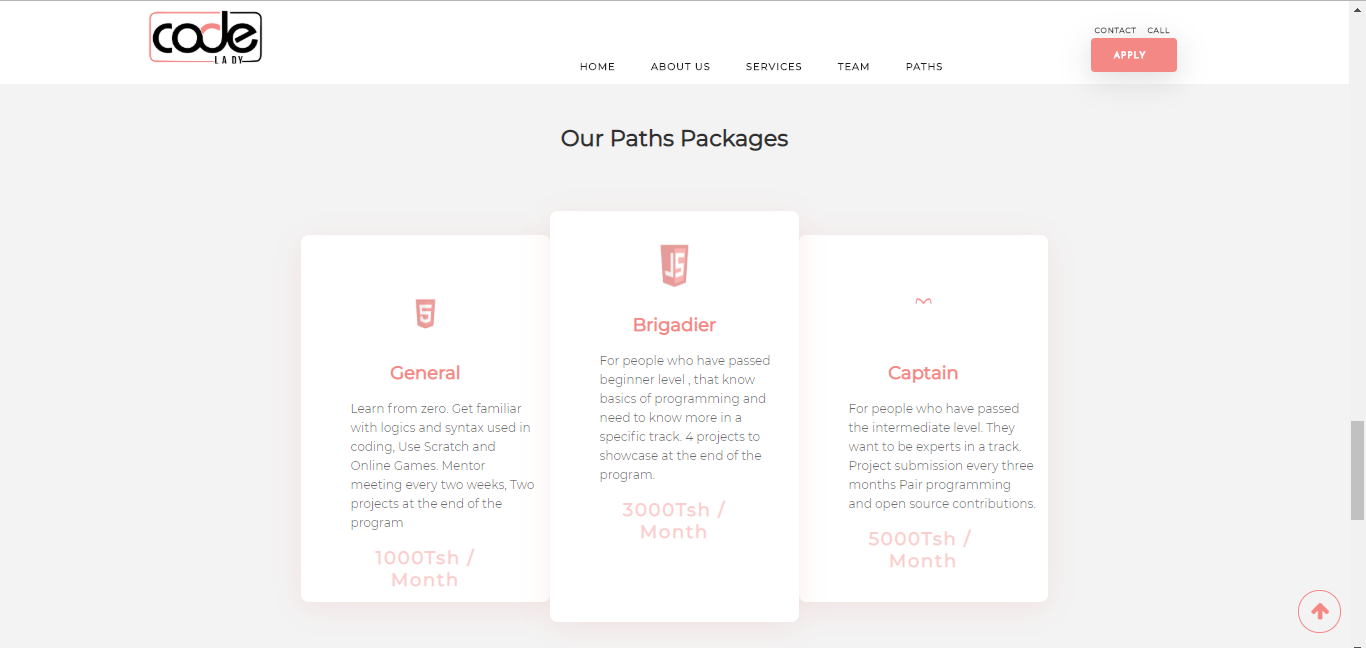 code
LADY
CONTACT CALL
APPLY
HOME ABOUT US SERVICES TEAM PATHS
Our Paths Packages
5
General
Learn from zero. Get familiar
with logics and syntax used in
coding, Use Scratch and
Online Games. Mentor
meeting every two weeks, Two
projects at the end of the
program
1000Tsh /
Month
JS
Brigadier
For people who have passed
beginner level , that know
basics of programming and
need to know more in a
specific track. 4 projects to
showcase at the end of the
program.
3000Tsh /
Month
Captain
For people who have passed
the intermediate level. They
want to be experts in a track.
Project submission every three
months Pair programming
and open source contributions.
5000Tsh /
Month